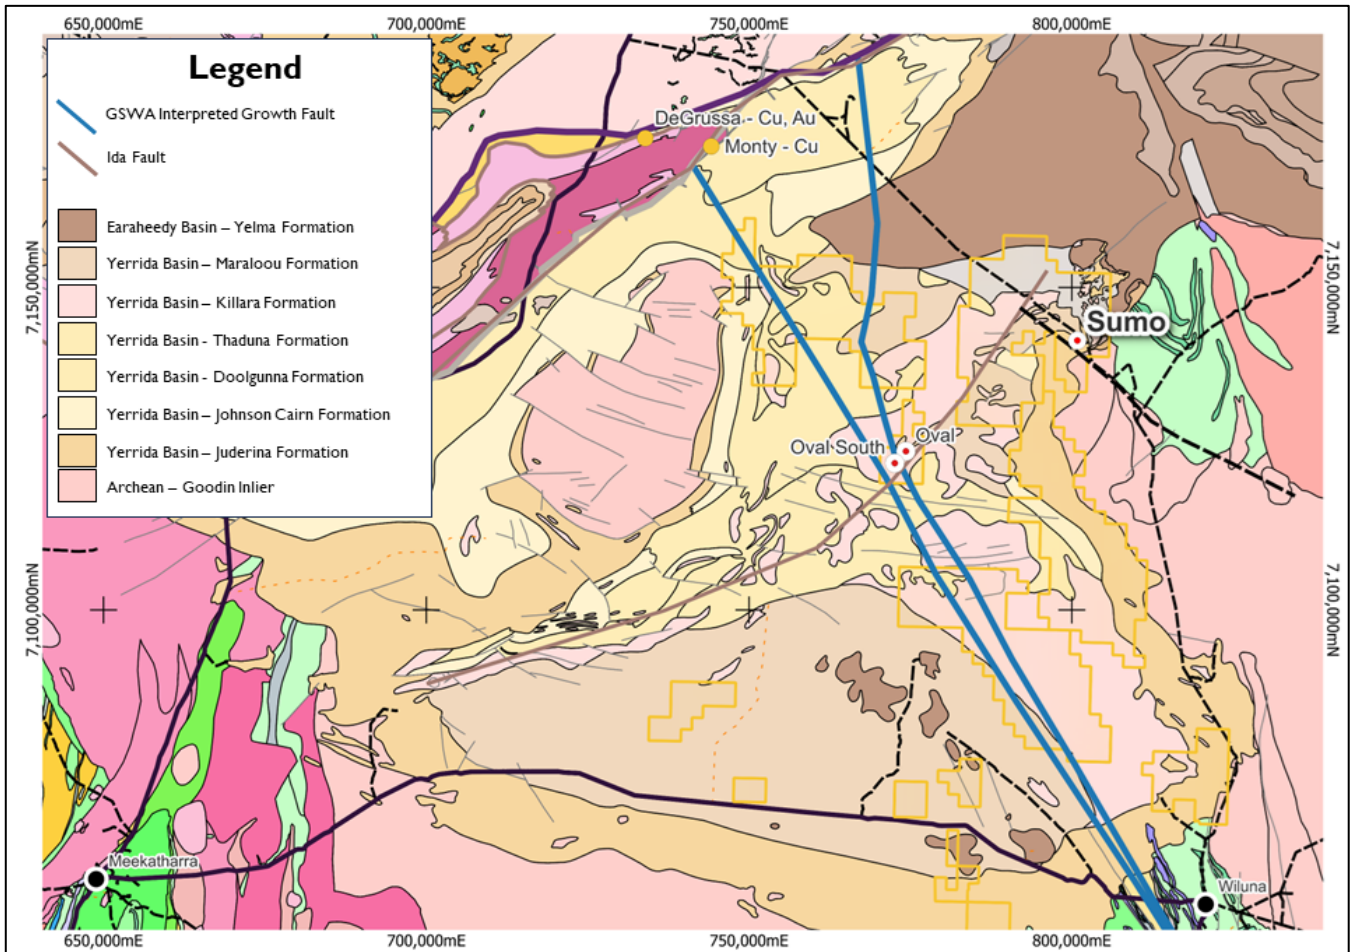 650,000mE
700,000mE
750,000mE
800,000mE
Legend
GSWA Interpreted Growth Fault
Ida Fault
Earaheedy Basin – Yelma Formation
Yerrida Basin – Maraloou Formation
Yerrida Basin – Killara Formation
Yerrida Basin - Thaduna Formation
Yerrida Basin - Doolgunna Formation
Yerrida Basin – Johnson Cairn Formation
Yerrida Basin – Juderina Formation
Archean – Goodin Inlier
DeGrussa - Cu, Au
Monty - Cu
7,150,000mN
7,150,000mN
Sumo
Oval
Oval South
7,100,000mN
7,100,000mN
Meekatharra
Wiluna
650,000mE
700,000mE
750,000mE
800,000mE